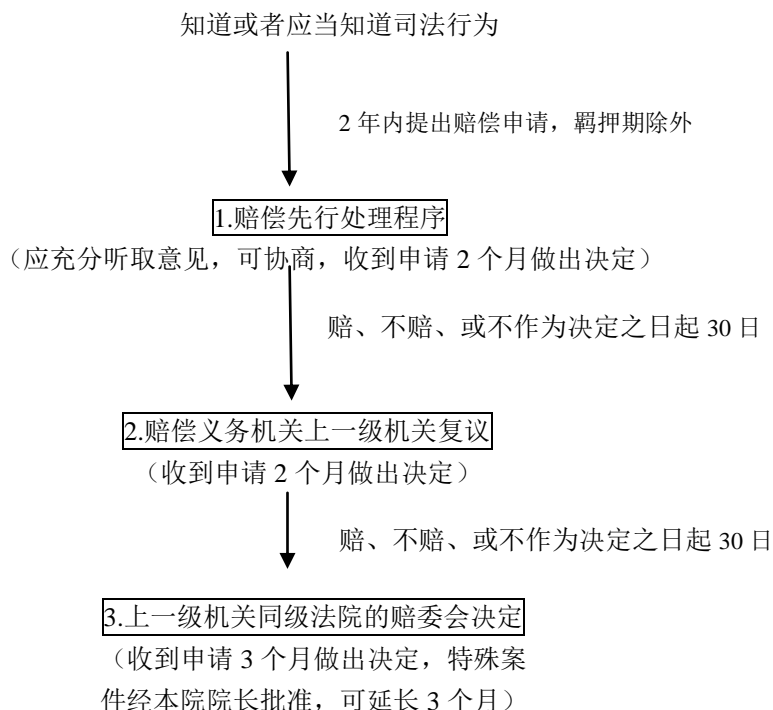 知道或者应当知道司法行为
2 年内提出赔偿申请，羁押期除外
1.赔偿先行处理程序
（应充分听取意见，可协商，收到申请 2 个月做出决定）
赔、不赔、或不作为决定之日起 30 日
2.赔偿义务机关上一级机关复议
（收到申请 2 个月做出决定）
赔、不赔、或不作为决定之日起 30 日
3.上一级机关同级法院的赔委会决定
（收到申请 3 个月做出决定，特殊案
件经本院院长批准，可延长 3 个月）